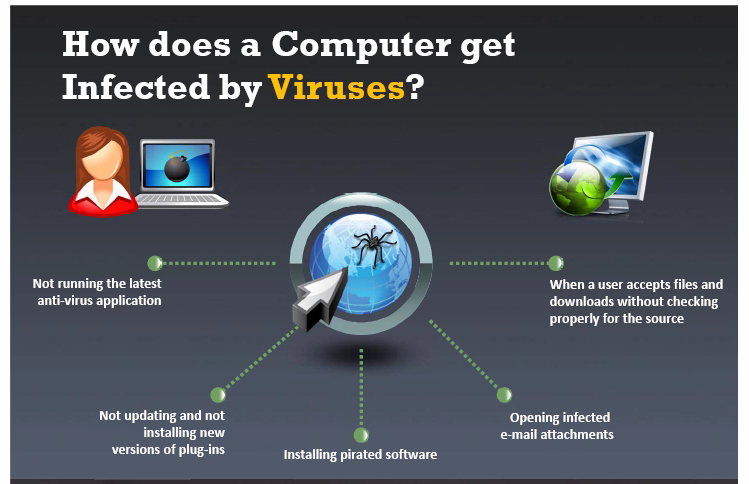 How does a Computer get
Infected by Viruses?
Not running the latest
anti-virus application
When a user accepts files and
downloads without checking
properly for the source
Not updating and not
installing new
versions of plug-ins
Installing pirated software
Opening infected
e-mail attachments